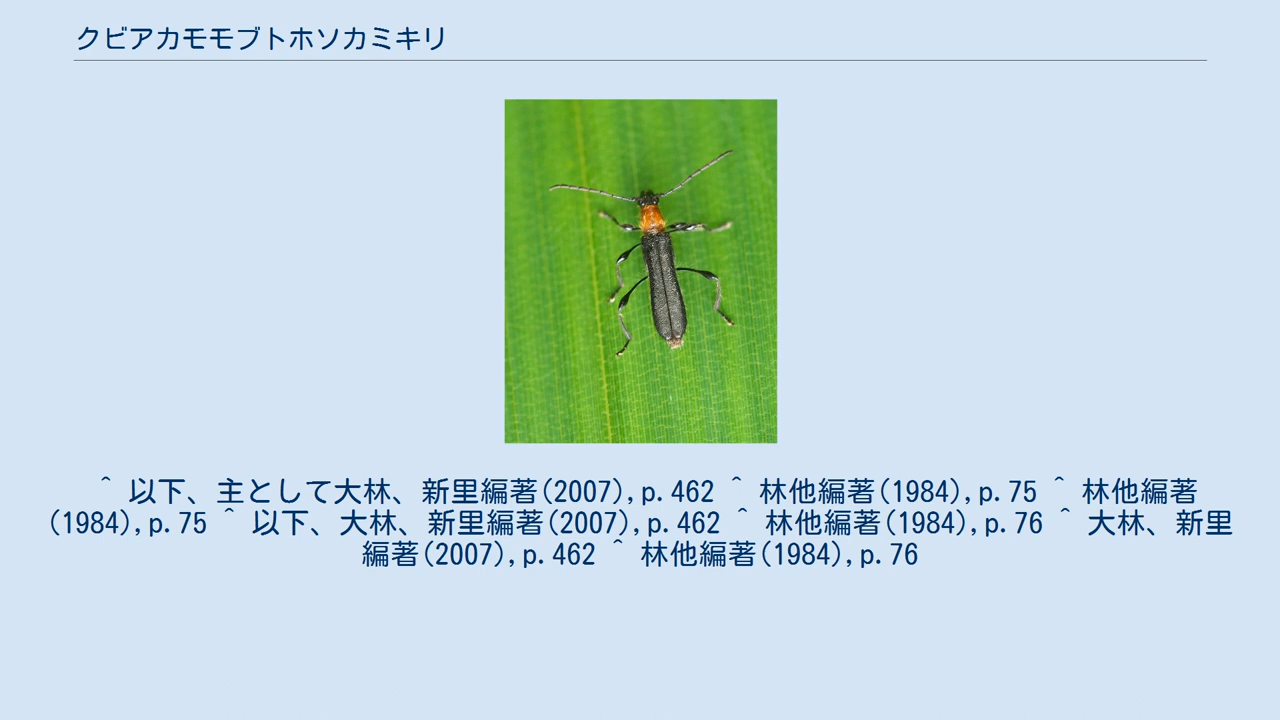 クビアカモモブトホソカミキリ
^ 以下、主として大林、新里編著(2007),p.462 ^ 林他編著(1984),p.75 ^ 林他編著
(1984),p.75 ^ 以下、大林、新里編著(2007),p.462 ^ 林他編著(1984),p.76 ^ 大林、新里
編著(2007),p.462 ^ 林他編著(1984),p.76